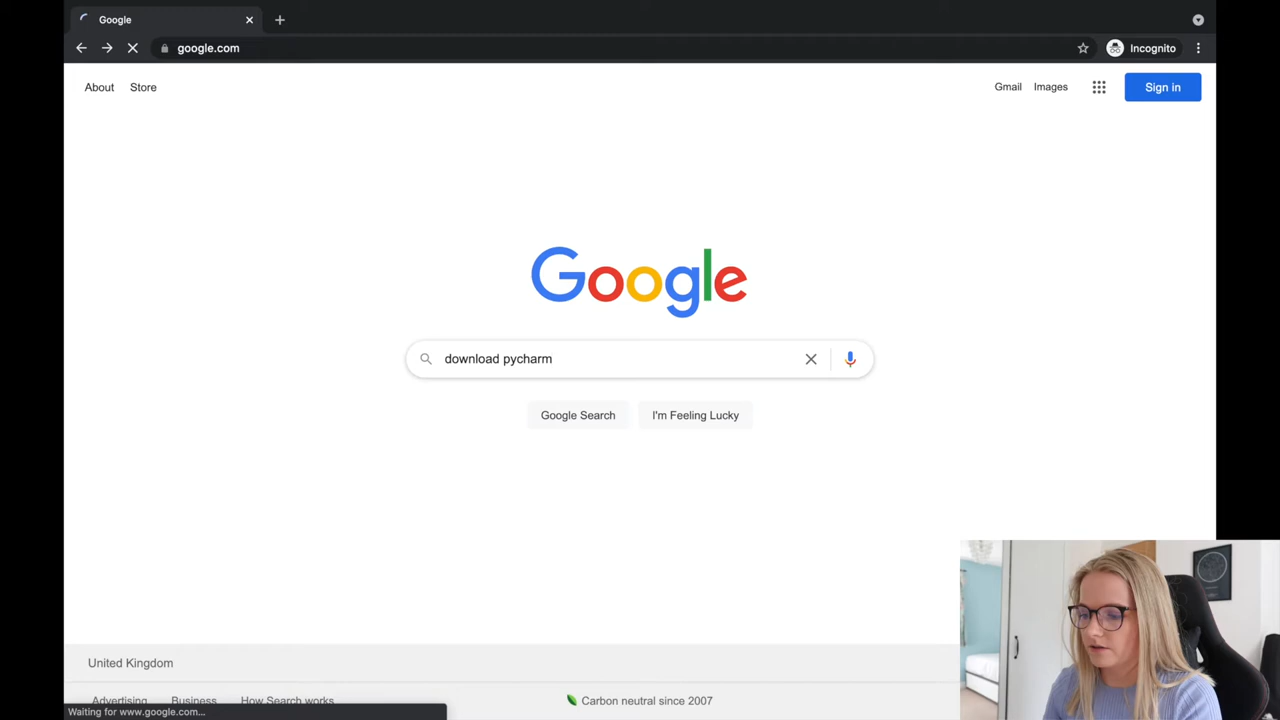 Google
google.com
Incognito
About Store
Gmail Images
Sign in
Google
download pycharm
Google Search
I'm Feeling Lucky
United Kingdom
Advertising Business How Search works
Carbon neutral since 2007
Waiting for www.google.com...